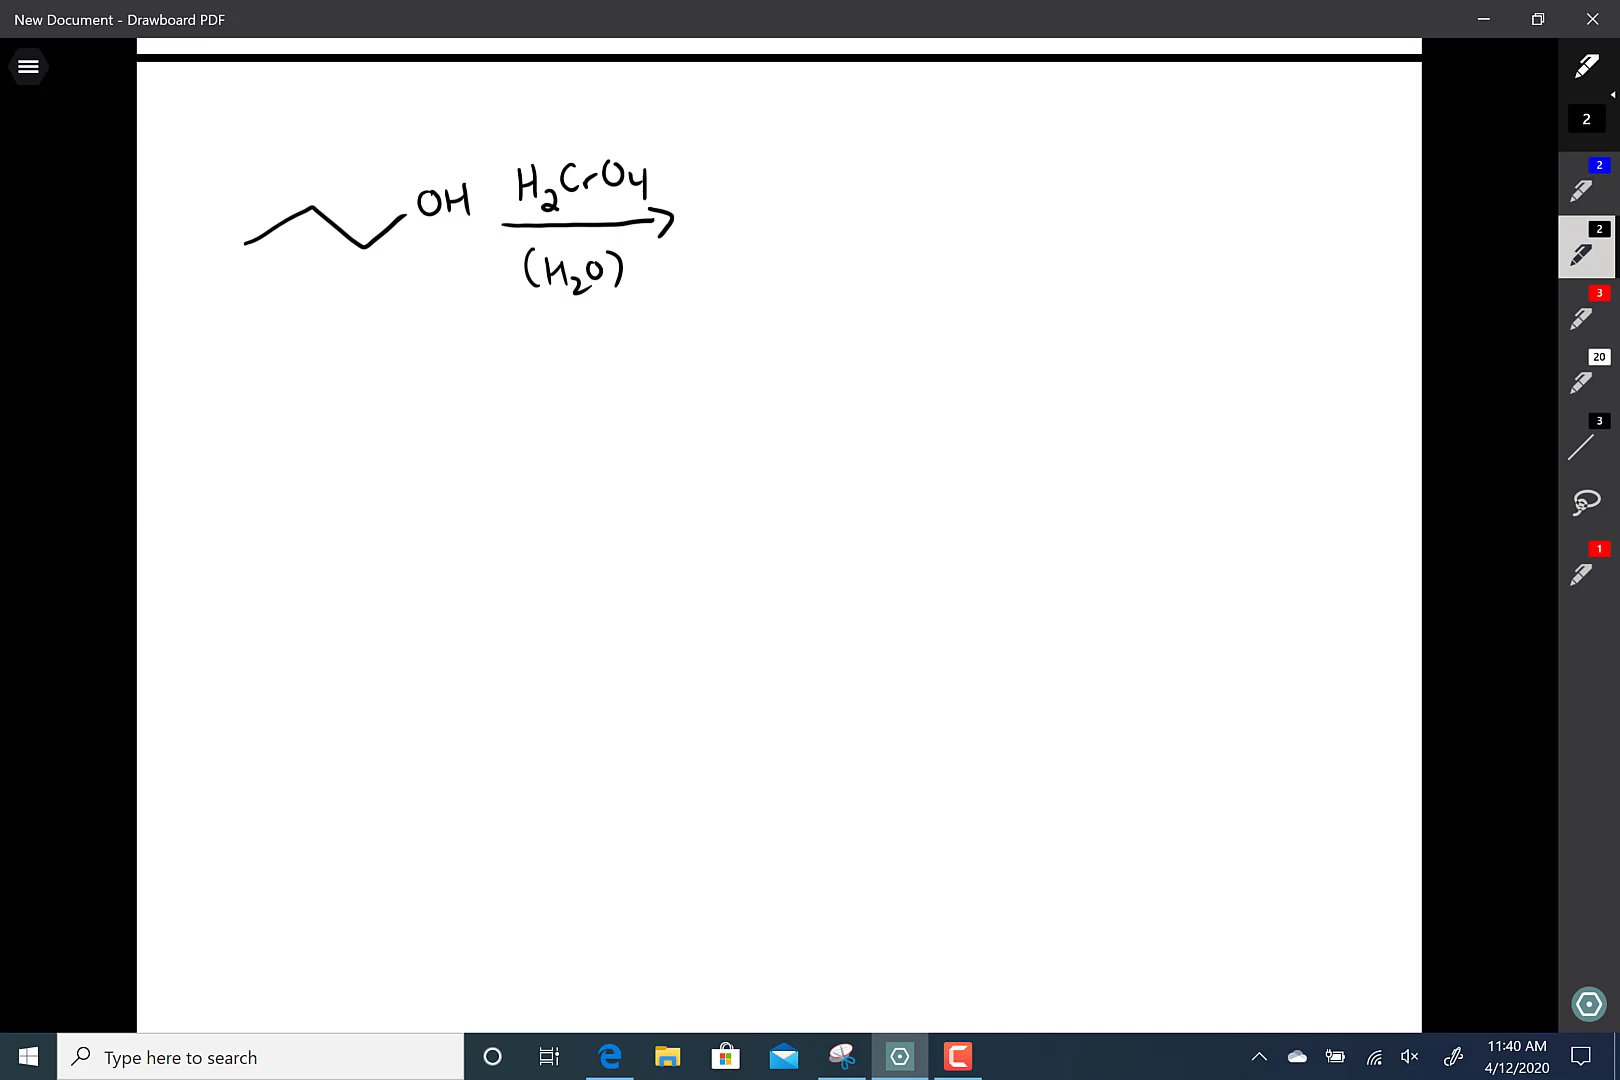 New Document - Drawboard PDF
2
2
2
3
20
3
1
OH
H₂CrO4
(H₂O)
Type here to search
11:40 AM
4/12/2020